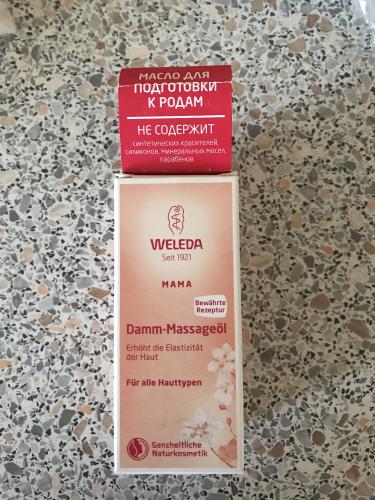 МАСЛО ДЛЯ
ПОДГОТОВКИ
К РОДАМ
НЕ СОДЕРЖИТ
синтетических красителей,
силиконов, минеральных масел,
парабенов
WELEDA
Seit 1921
MAMA
Bewährte
Rezeptur
Damm-Massageöl
Erhöht die Elastizität
der Haut
Für alle Hauttypen
Ganzheitliche
Naturkosmetik